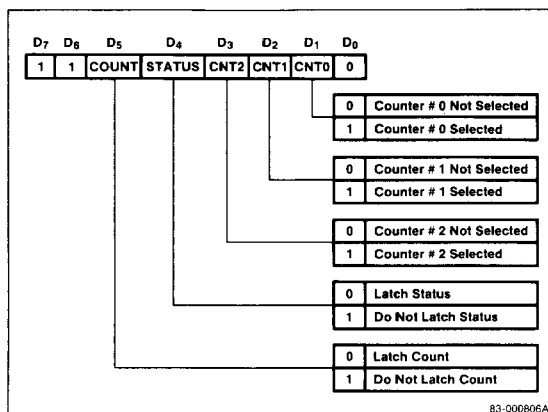 D7 D6 D5 D4 D3 D2 D1 D0
1 1 COUNT STATUS CNT2 CNT1 CNT0 0
0 Counter # 0 Not Selected
1 Counter # 0 Selected
0 Counter # 1 Not Selected
1 Counter # 1 Selected
0 Counter # 2 Not Selected
1 Counter # 2 Selected
0 Latch Status
1 Do Not Latch Status
0 Latch Count
1 Do Not Latch Count
83-000806A